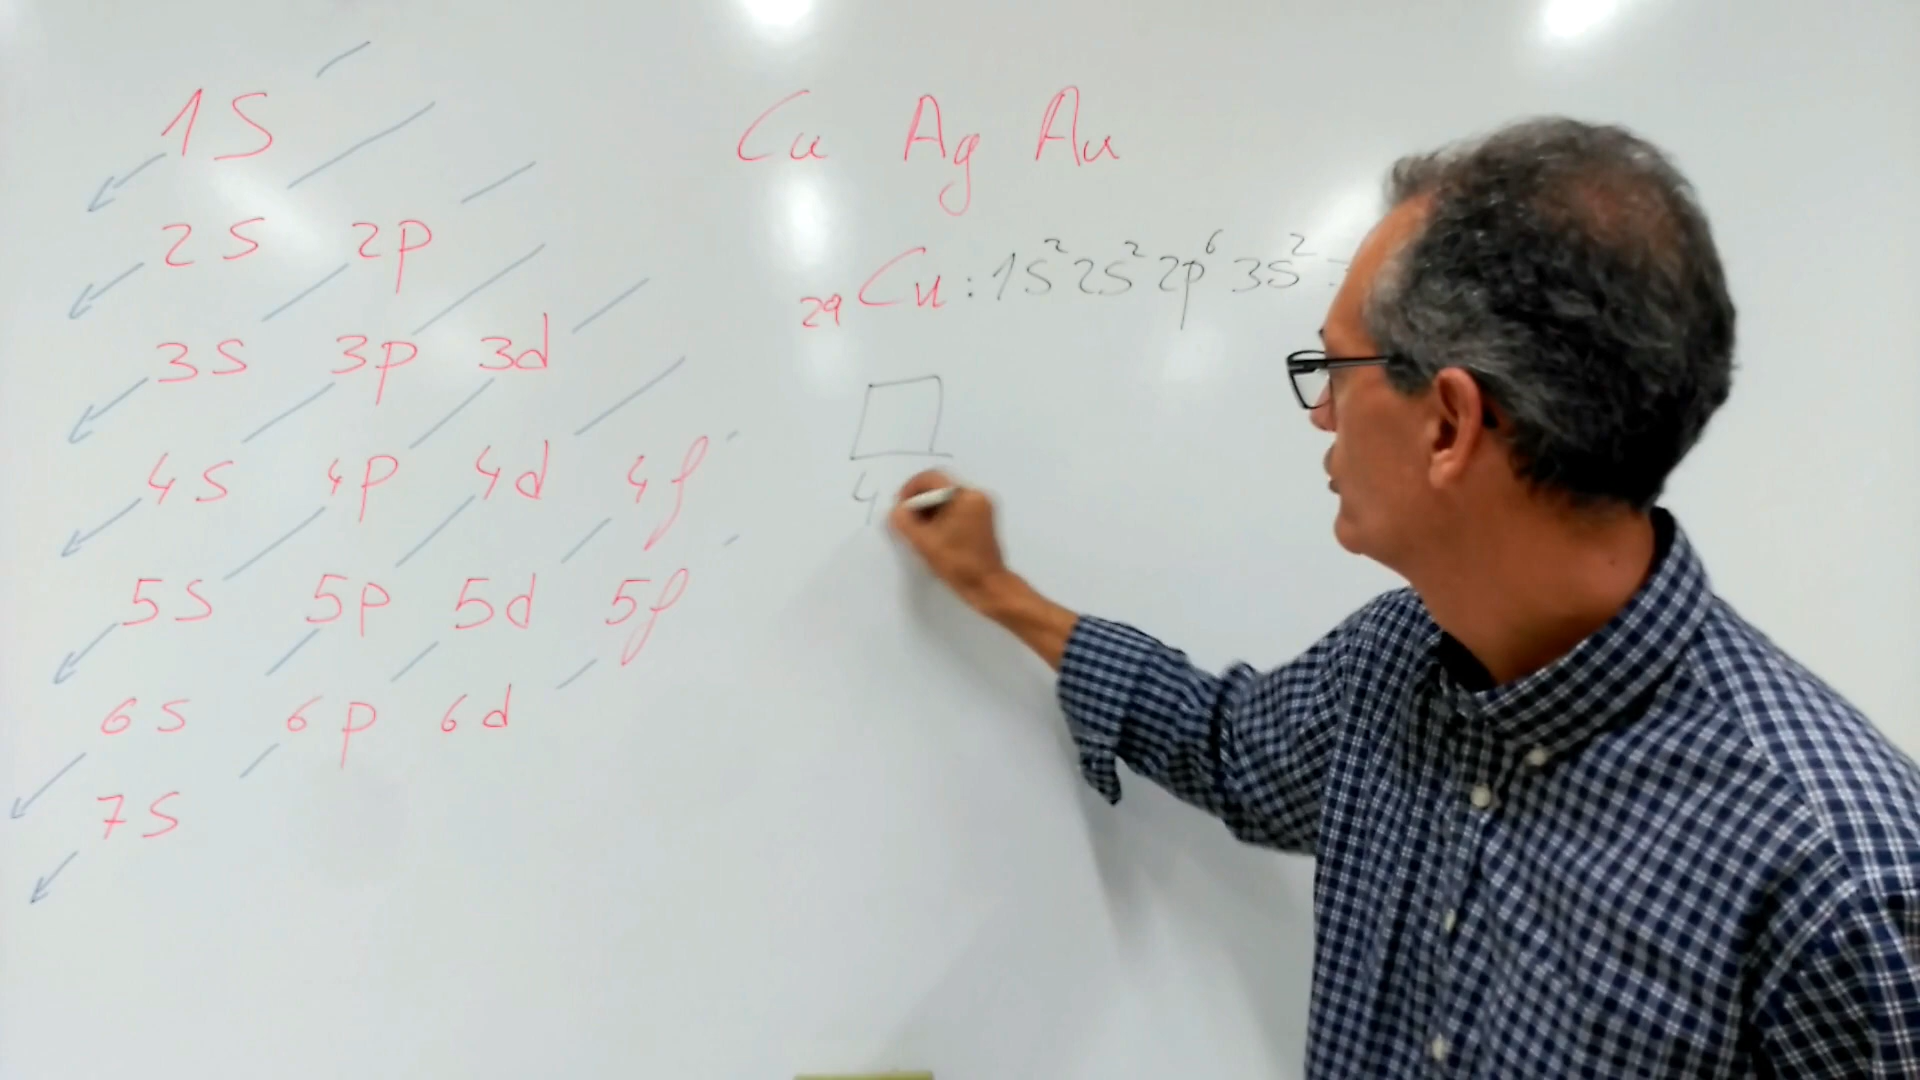 1S
2S 2p
3S 3p 3d
4S 4p 4d 4f
5S 5p 5d 5f
6S 6p 6d
7S
Cu Ag Au
₂₉Cu: 1S² 2S² 2p⁶ 3S²
4